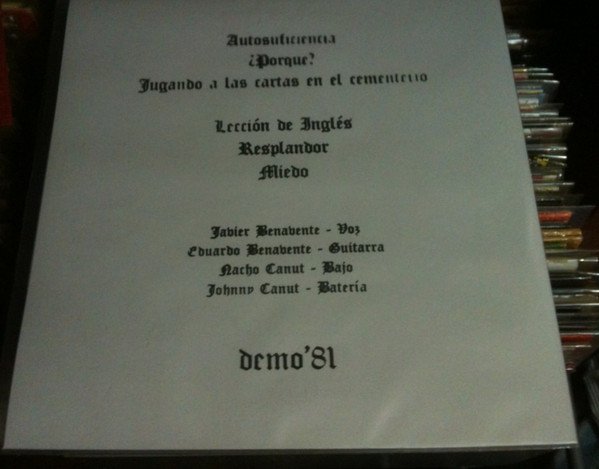 Autosuficiencia
¿Porque?
Jugando a las cartas en el cementerio
Lección de Inglés
Resplandor
Miedo
Javier Benavente - Voz
Eduardo Benavente - Guitarra
Nacho Canut - Bajo
Johnny Canut - Batería
demo'81